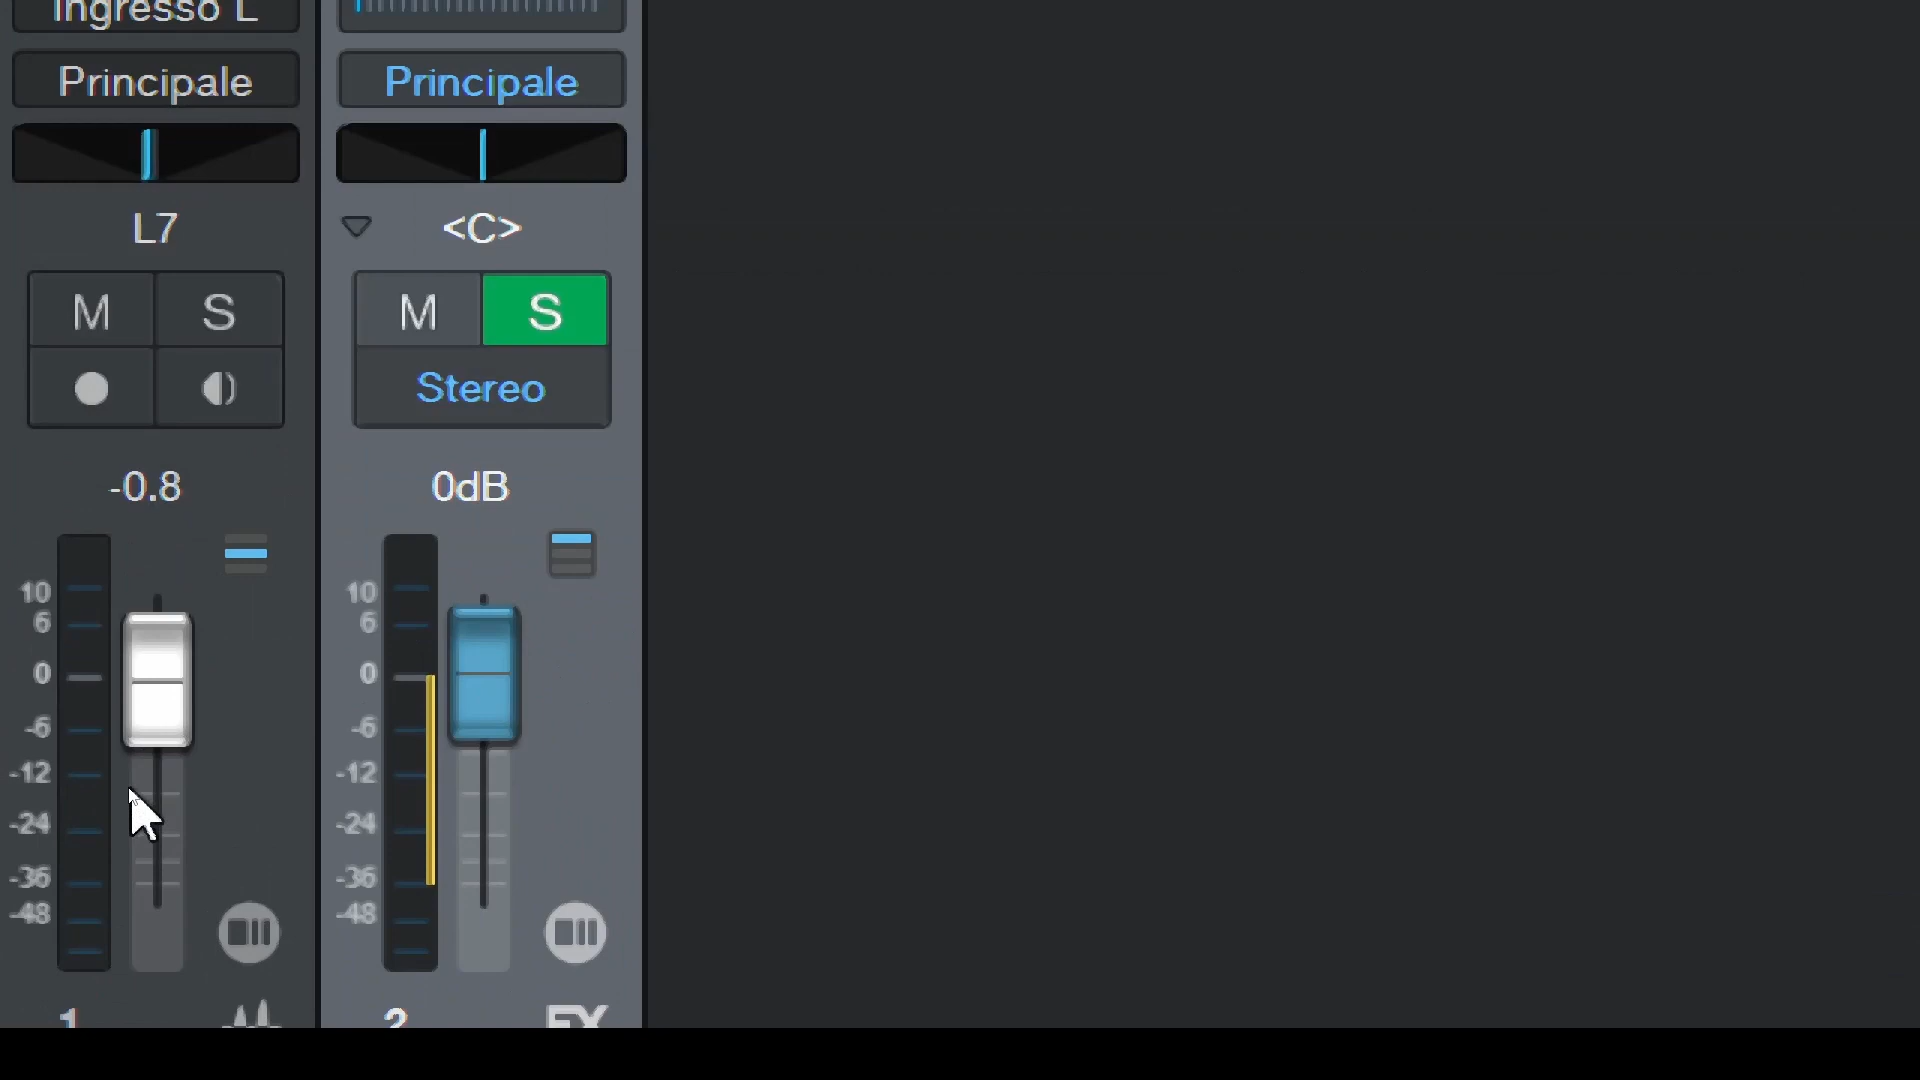 Ingresso L
Principale
L7
M S
-0.8
10
6
0
-6
-12
-24
-36
-48
1
Principale
<C>
M S
Stereo
0dB
10
6
0
-6
-12
-24
-36
-48
2
FX